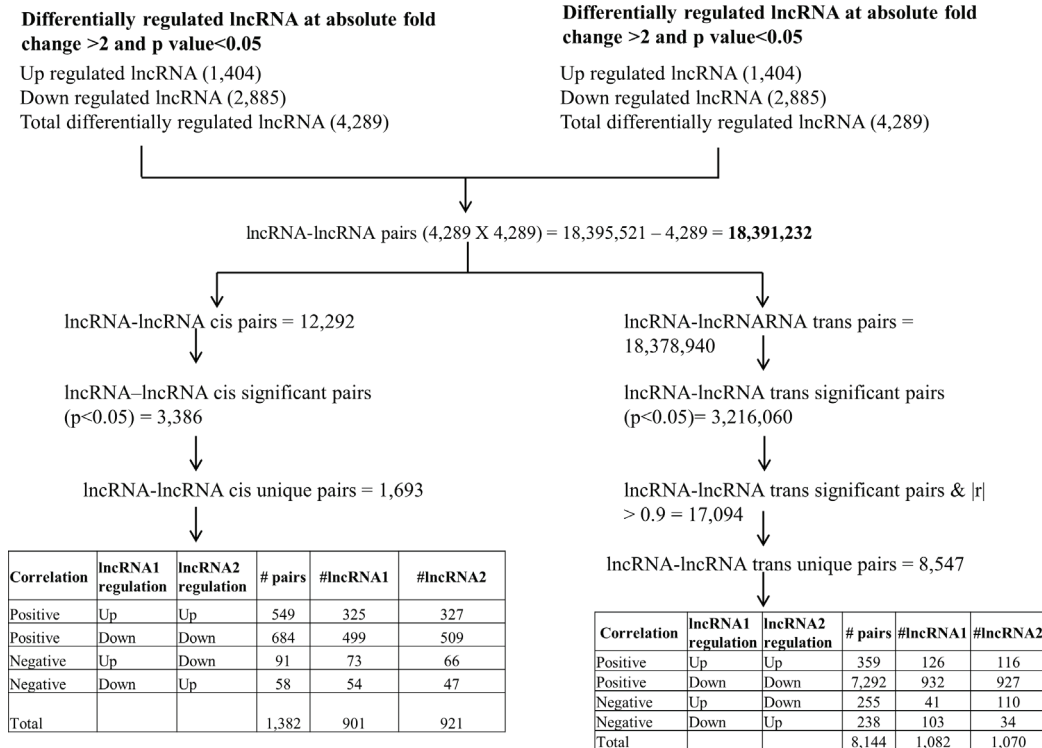 Differentially regulated lncRNA at absolute fold
change >2 and p value<0.05
Up regulated lncRNA (1,404)
Down regulated lncRNA (2,885)
Total differentially regulated lncRNA (4,289)
Differentially regulated lncRNA at absolute fold
change >2 and p value<0.05
Up regulated lncRNA (1,404)
Down regulated lncRNA (2,885)
Total differentially regulated lncRNA (4,289)
lncRNA-lncRNA pairs (4,289 X 4,289) = 18,395,521 – 4,289 = 18,391,232
lncRNA-lncRNA cis pairs = 12,292
lncRNA–lncRNA cis significant pairs
(p<0.05) = 3,386
lncRNA-lncRNA cis unique pairs = 1,693
Correlation lncRNA1 regulation lncRNA2 regulation # pairs #lncRNA1 #lncRNA2
Positive Up Up 549 325 327
Positive Down Down 684 499 509
Negative Up Down 91 73 66
Negative Down Up 58 54 47
Total 1,382 901 921
lncRNA-lncRNARNA trans pairs =
18,378,940
lncRNA-lncRNA trans significant pairs
(p<0.05)= 3,216,060
lncRNA-lncRNA trans significant pairs & |r|
> 0.9 = 17,094
lncRNA-lncRNA trans unique pairs = 8,547
Correlation lncRNA1 regulation lncRNA2 regulation # pairs #lncRNA1 #lncRNA2
Positive Up Up 359 126 116
Positive Down Down 7,292 932 927
Negative Up Down 255 41 110
Negative Down Up 238 103 34
Total 8,144 1,082 1,070